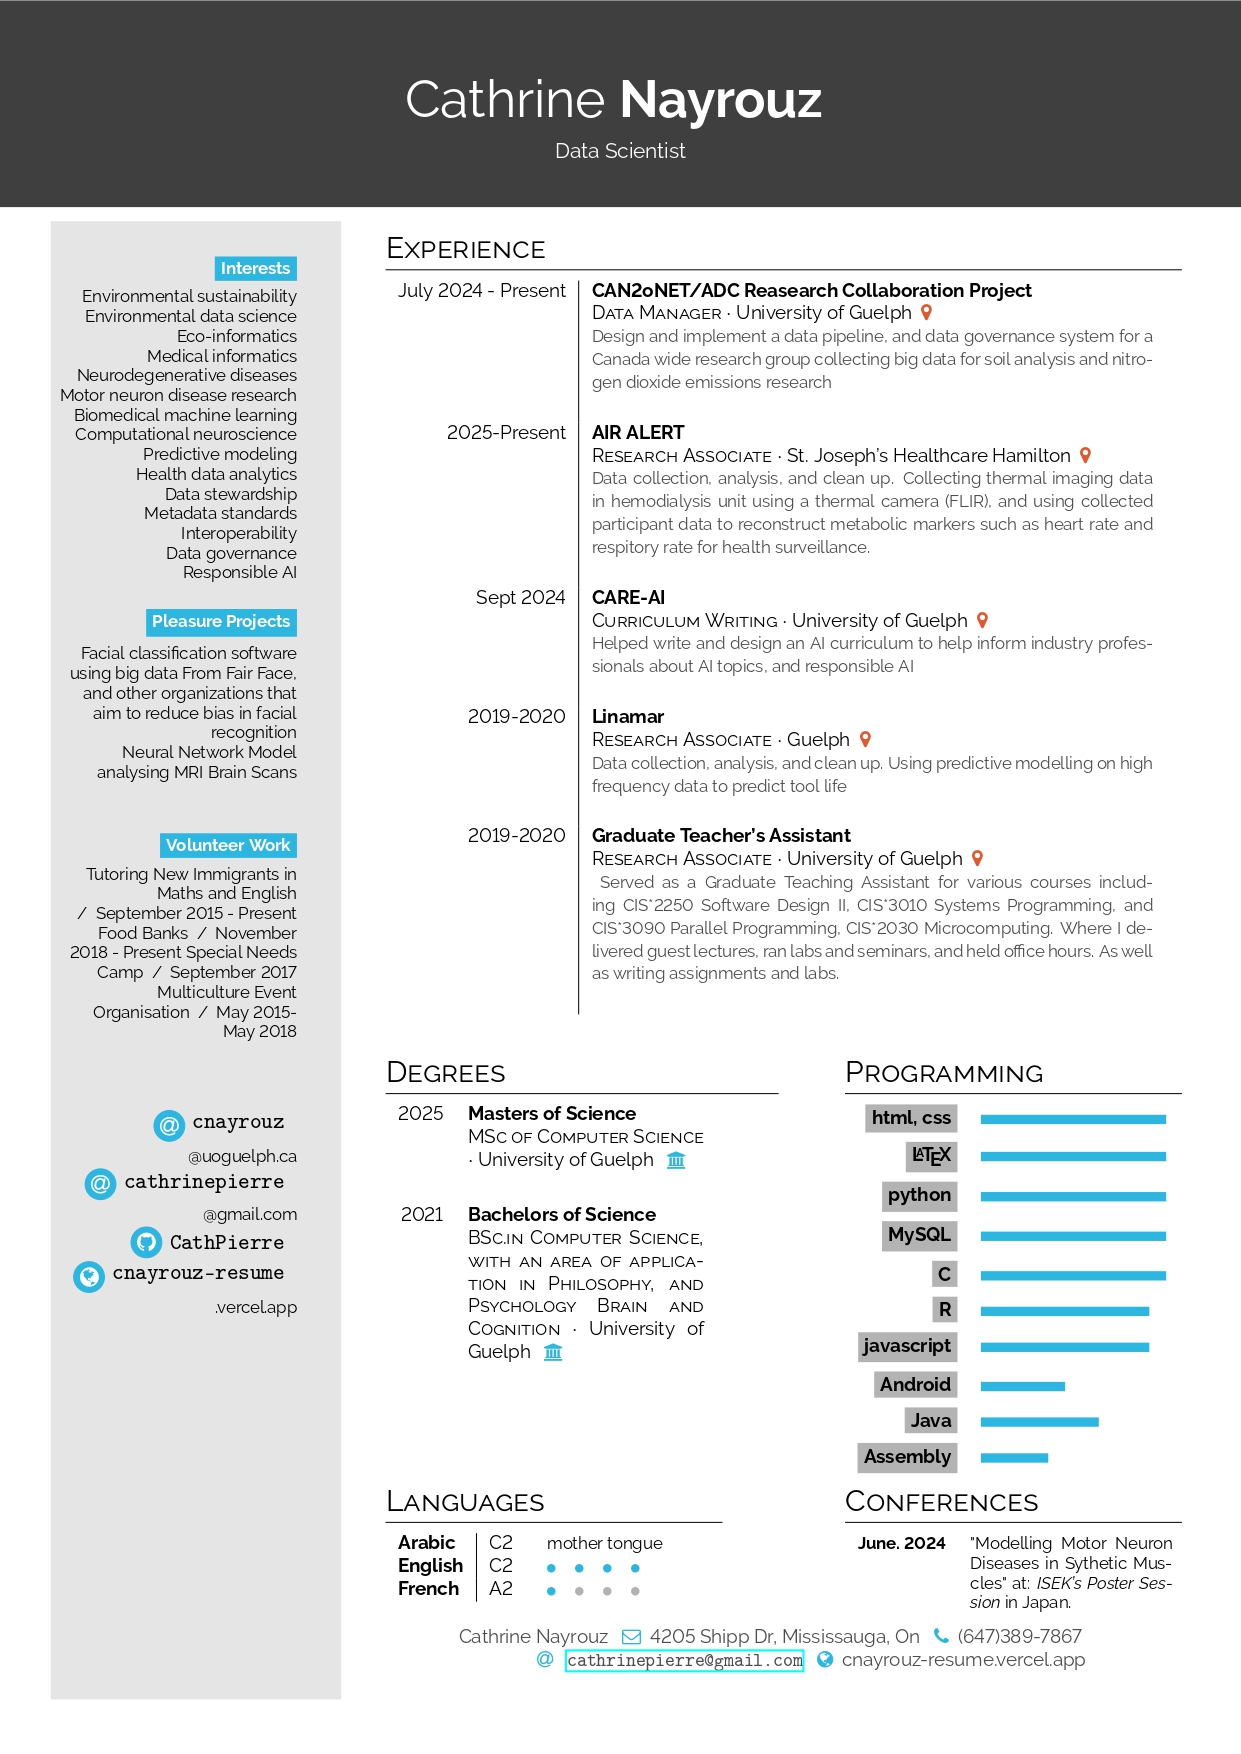 Cathrine Nayrouz
Data Scientist
Interests
Environmental sustainability
Environmental data science
Eco-informatics
Medical informatics
Neurodegenerative diseases
Motor neuron disease research
Biomedical machine learning
Computational neuroscience
Predictive modeling
Health data analytics
Data stewardship
Metadata standards
Interoperability
Data governance
Responsible AI
Pleasure Projects
Facial classification software
using big data From Fair Face,
and other organizations that
aim to reduce bias in facial
recognition
Neural Network Model
analysing MRI Brain Scans
Volunteer Work
Tutoring New Immigrants in
Maths and English
/ September 2015 - Present
Food Banks / November
2018 - Present Special Needs
Camp / September 2017
Multiculture Event
Organisation / May 2015-
May 2018
cnayrouz
@uoguelph.ca
cathrinepierre
@gmail.com
CathPierre
cnayrouz-resume
.vercel.app
Experience
July 2024 - Present CAN2oNET/ADC Reasearch Collaboration Project
Data Manager · University of Guelph
Design and implement a data pipeline, and data governance system for a
Canada wide research group collecting big data for soil analysis and nitro-
gen dioxide emissions research
2025-Present AIR ALERT
Research Associate · St. Joseph's Healthcare Hamilton
Data collection, analysis, and clean up. Collecting thermal imaging data
in hemodialysis unit using a thermal camera (FLIR), and using collected
participant data to reconstruct metabolic markers such as heart rate and
respitory rate for health surveillance.
Sept 2024 CARE-AI
Curriculum Writing · University of Guelph
Helped write and design an AI curriculum to help inform industry profes-
sionals about AI topics, and responsible AI
2019-2020 Linamar
Research Associate · Guelph
Data collection, analysis, and clean up. Using predictive modelling on high
frequency data to predict tool life
2019-2020 Graduate Teacher's Assistant
Research Associate · University of Guelph
Served as a Graduate Teaching Assistant for various courses includ-
ing CIS*2250 Software Design II, CIS*3010 Systems Programming, and
CIS*3090 Parallel Programming, CIS*2030 Microcomputing. Where I de-
livered guest lectures, ran labs and seminars, and held office hours. As well
as writing assignments and labs.
Degrees
2025 Masters of Science
MSc of Computer Science
· University of Guelph
2021 Bachelors of Science
BSc.in Computer Science,
with an area of applica-
tion in Philosophy, and
Psychology Brain and
Cognition · University of
Guelph
Programming
html, css
LATEX
python
MySQL
C
R
javascript
Android
Java
Assembly
Languages
Arabic C2 mother tongue
English C2
French A2
Conferences
June. 2024 "Modelling Motor Neuron
Diseases in Sythetic Mus-
cles" at: ISEK's Poster Ses-
sion in Japan.
Cathrine Nayrouz 4205 Shipp Dr, Mississauga, On (647)389-7867
@ cathrinepierre@gmail.com cnayrouz-resume.vercel.app